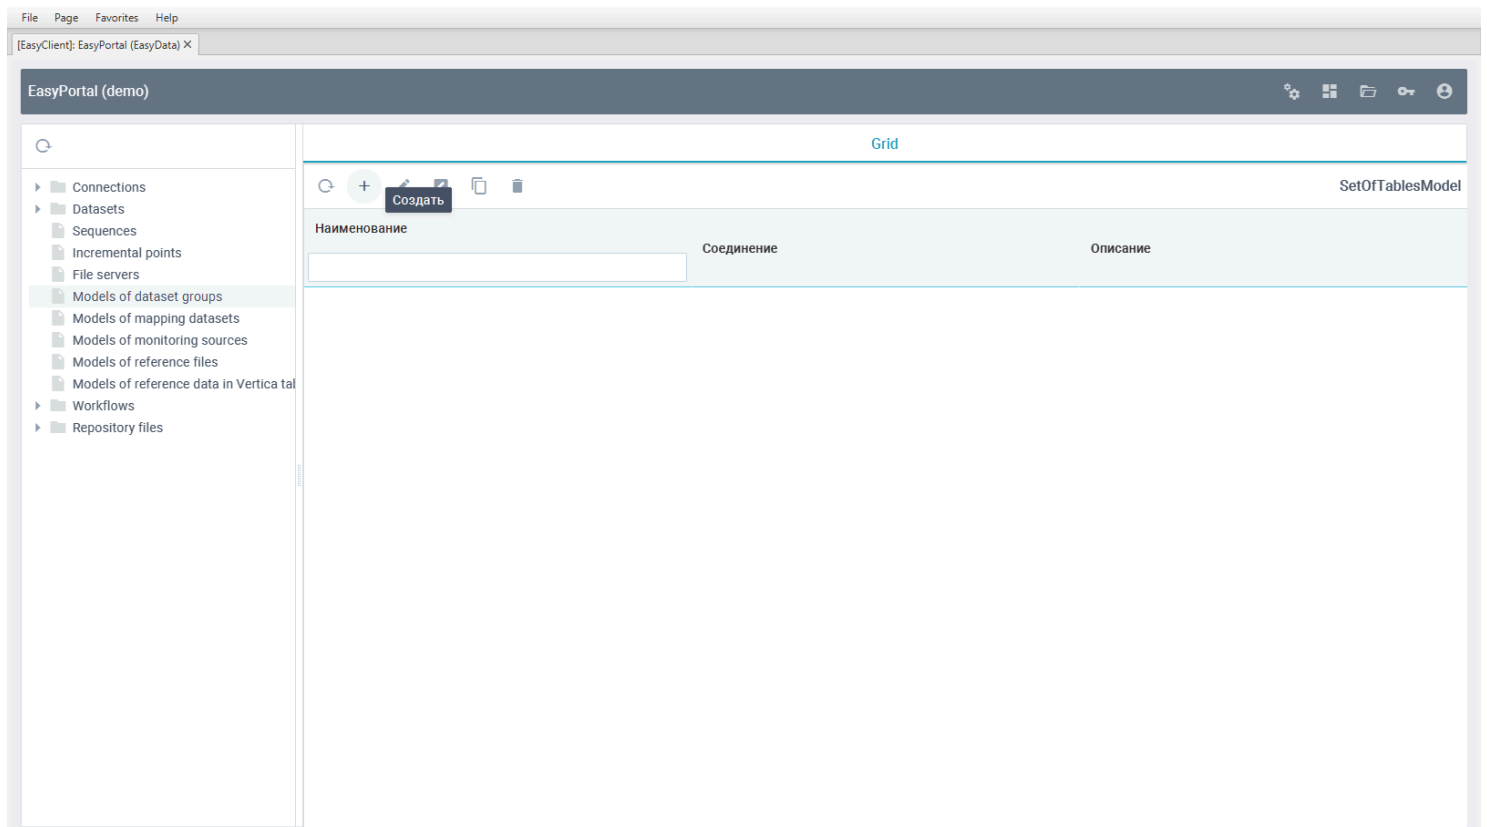 File Page Favorites Help
[EasyClient]: EasyPortal (EasyData)
EasyPortal (demo)
Grid
SetOfTablesModel
Создать
Connections
Datasets
Sequences
Incremental points
File servers
Models of dataset groups
Models of mapping datasets
Models of monitoring sources
Models of reference files
Models of reference data in Vertica tal
Workflows
Repository files
Наименование
Соединение
Описание